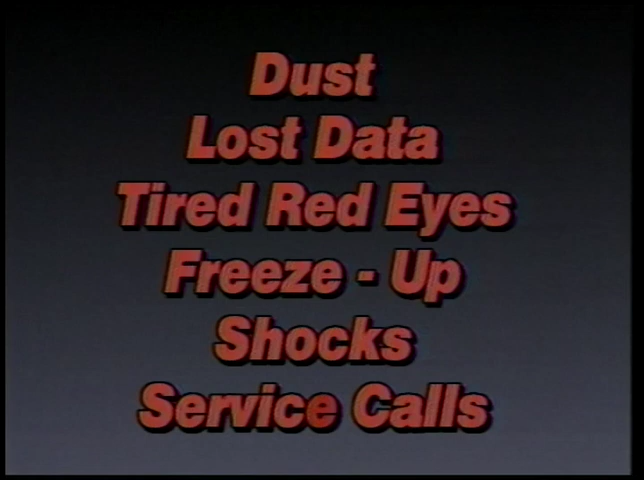 Dust
Lost Data
Tired Red Eyes
Freeze - Up
Shocks
Service Calls